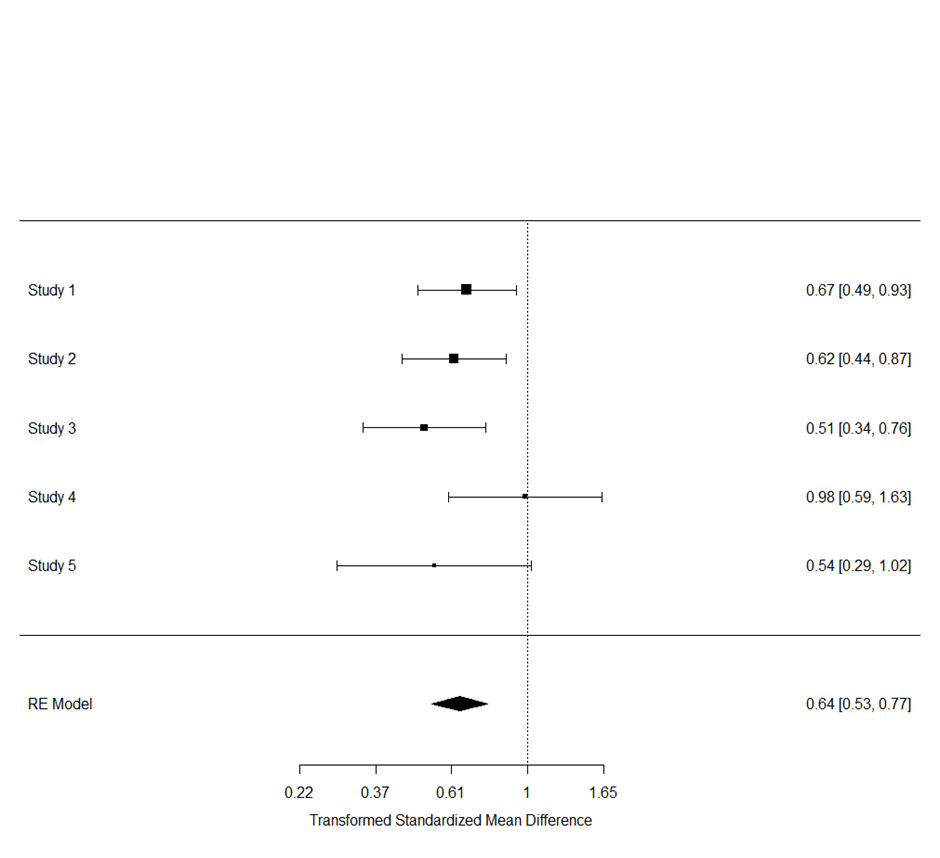 Study 1 0.67 [0.49, 0.93]
Study 2 0.62 [0.44, 0.87]
Study 3 0.51 [0.34, 0.76]
Study 4 0.98 [0.59, 1.63]
Study 5 0.54 [0.29, 1.02]
RE Model 0.64 [0.53, 0.77]
0.22 0.37 0.61 1 1.65
Transformed Standardized Mean Difference